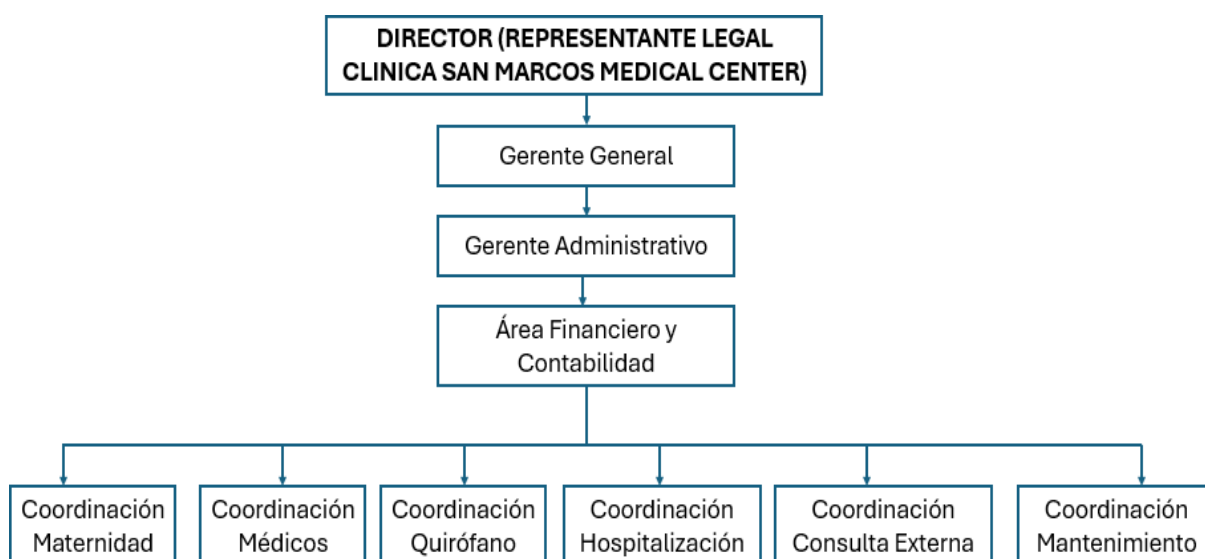 DIRECTOR (REPRESENTANTE LEGAL
CLINICA SAN MARCOS MEDICAL CENTER)
Gerente General
Gerente Administrativo
Área Financiero y
Contabilidad
Coordinación
Maternidad
Coordinación
Médicos
Coordinación
Quirófano
Coordinación
Hospitalización
Coordinación
Consulta Externa
Coordinación
Mantenimiento